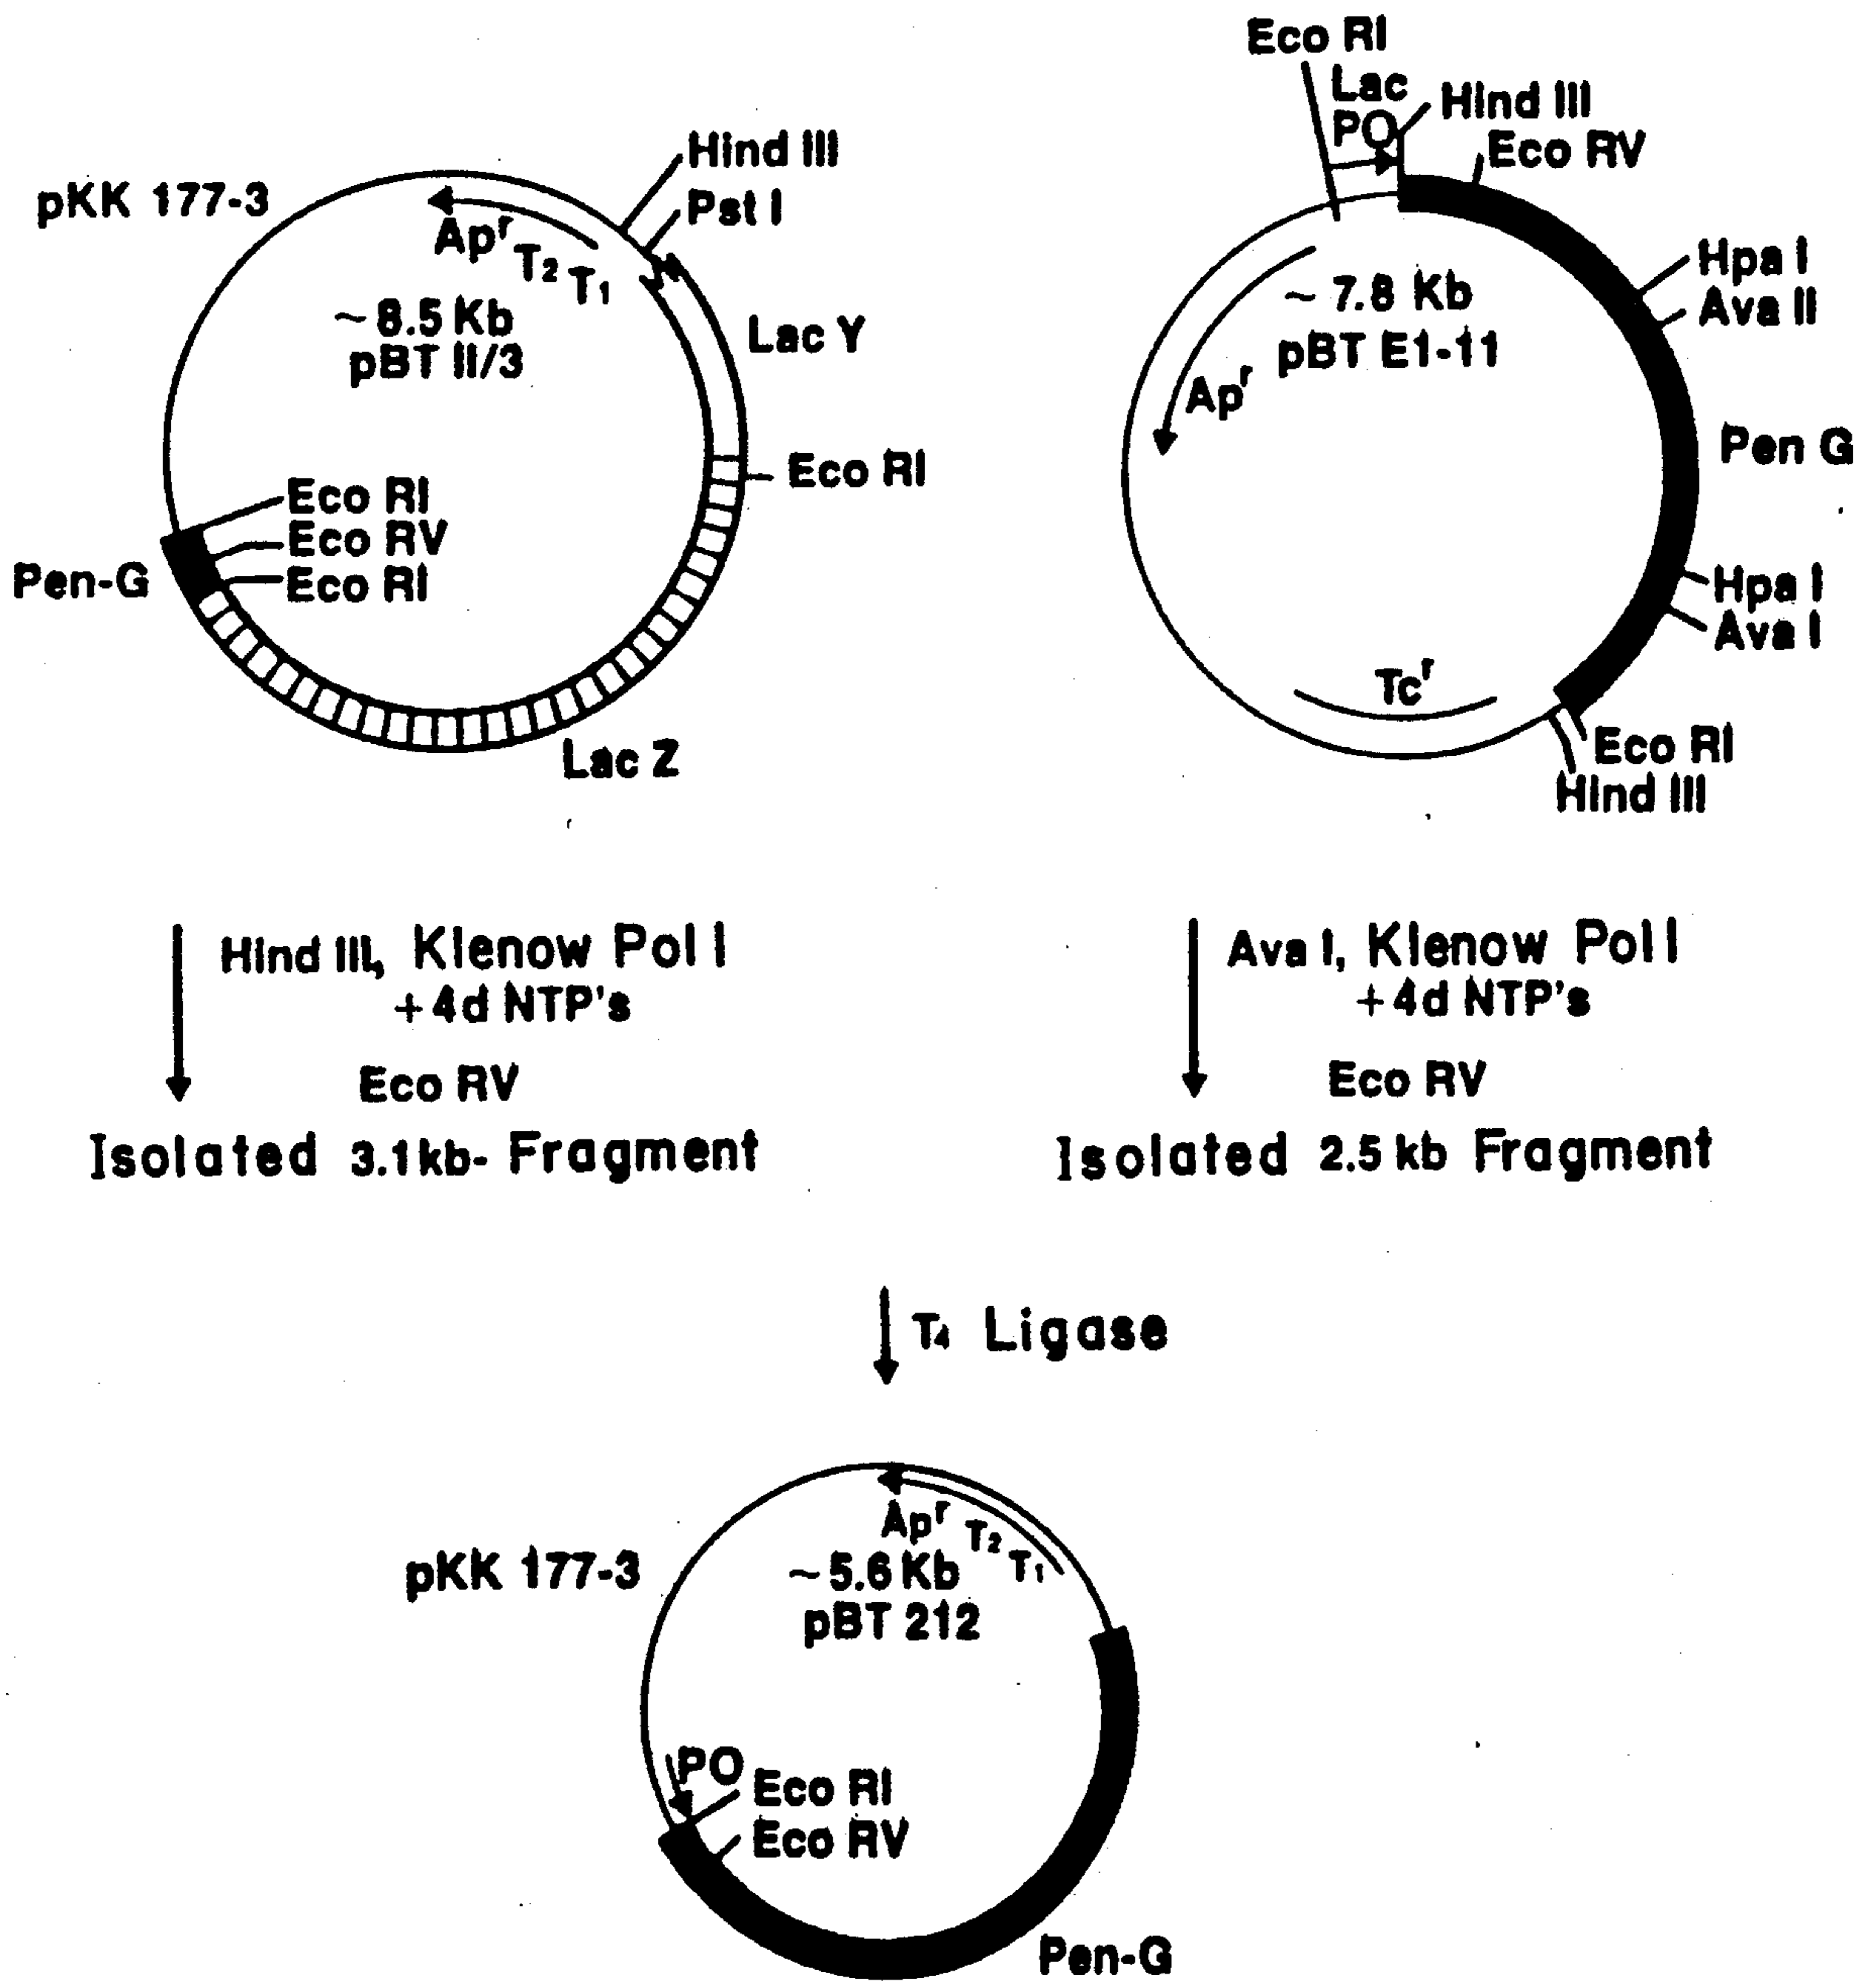 pKK 177-3
Hind III
Pst I
Apʳ
T₂
T₁
~8.5 Kb
pBT II/3
Lac Y
Eco RI
Eco RI
Eco RV
Eco RI
Pen-G
Lac Z
Eco RI
Lac
PO
Hind III
Eco RV
Hpa I
Ava II
~ 7.8 Kb
pBT E1-11
Apʳ
Pen G
Hpa I
Ava I
Tcʳ
Eco RI
Hind III
Hind III, Klenow Pol I
+4d NTP's
Eco RV
Isolated 3.1kb- Fragment
Ava I, Klenow Pol I
+4d NTP's
Eco RV
Isolated 2.5 kb Fragment
T₄ Ligase
pKK 177-3
Apʳ
T₂
T₁
~5.6 Kb
pBT 212
PO
Eco RI
Eco RV
Pen-G